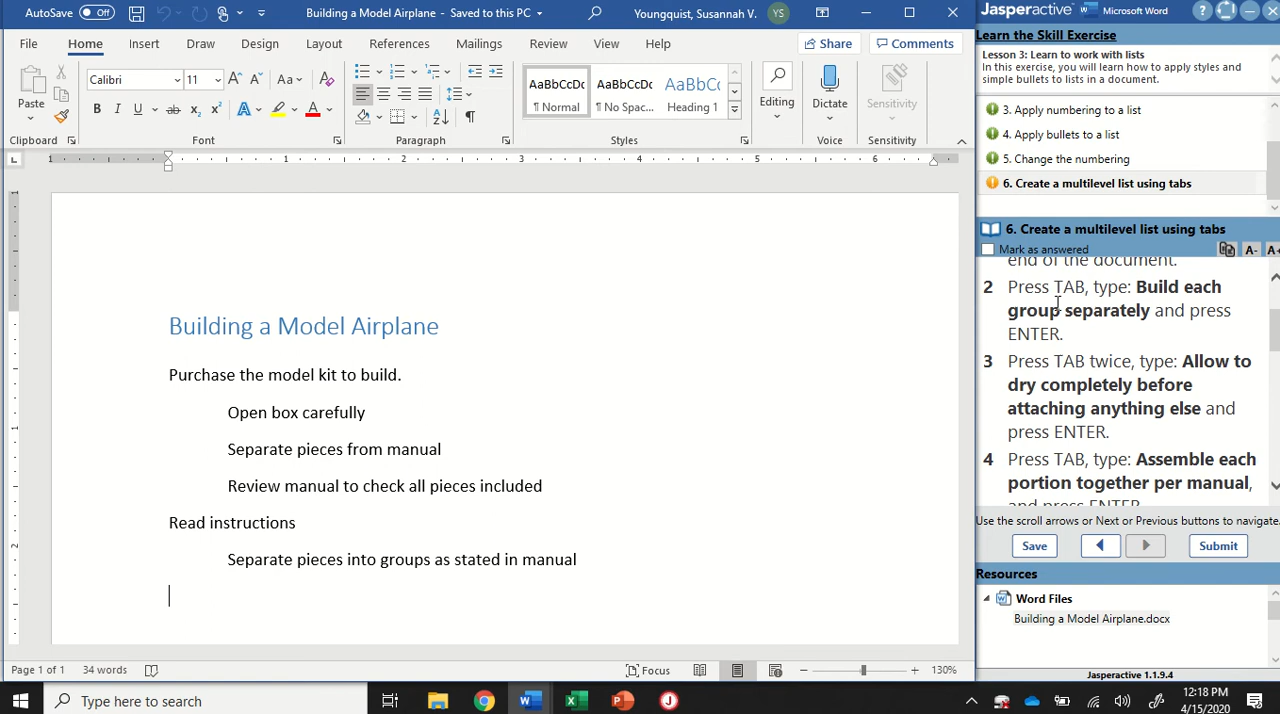 AutoSave Off
Building a Model Airplane - Saved to this PC
Youngquist, Susannah V. YS
File Home Insert Draw Design Layout References Mailings Review View Help Share Comments
Paste
Calibri 11
Editing
Dictate
Sensitivity
AaBbCcDc AaBbCcDc AaBbCc
¶ Normal ¶ No Spac... Heading 1
Clipboard Font Paragraph Styles Voice Sensitivity
Building a Model Airplane
Purchase the model kit to build.
Open box carefully
Separate pieces from manual
Review manual to check all pieces included
Read instructions
Separate pieces into groups as stated in manual
Page 1 of 1 34 words Focus 130%
Type here to search
12:18 PM
4/15/2020
Jasperactive Microsoft Word
Learn the Skill Exercise
Lesson 3: Learn to work with lists
In this exercise, you will learn how to apply styles and
simple bullets to lists in a document.
3. Apply numbering to a list
4. Apply bullets to a list
5. Change the numbering
6. Create a multilevel list using tabs
6. Create a multilevel list using tabs
Mark as answered A- A+
end of the document.
2 Press TAB, type: Build each
group separately and press
ENTER.
3 Press TAB twice, type: Allow to
dry completely before
attaching anything else and
press ENTER.
4 Press TAB, type: Assemble each
portion together per manual,
and press ENTER
Use the scroll arrows or Next or Previous buttons to navigate.
Save Submit
Resources
Word Files
Building a Model Airplane.docx
Jasperactive 1.1.9.4